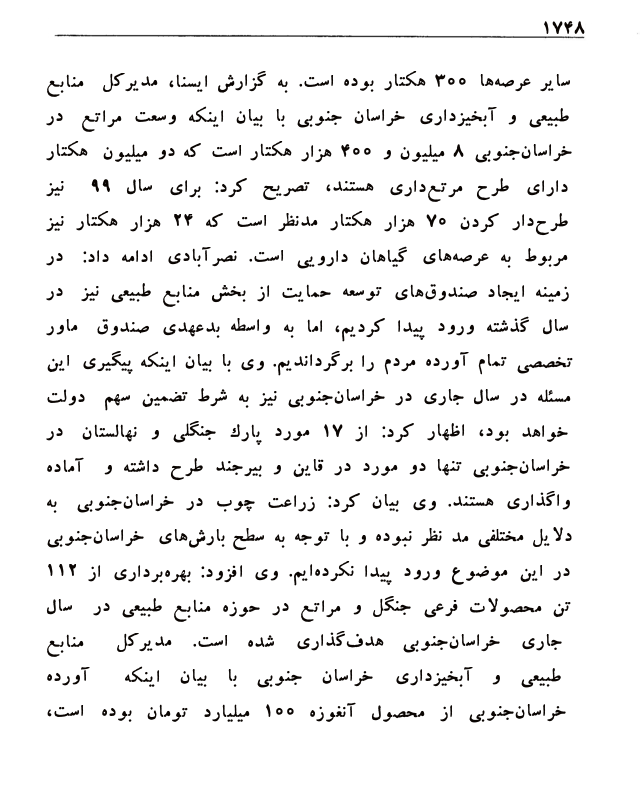 ۱۷۴۸
سایر عرصه‌ها ۳۰۰ هکتار بوده است. به گزارش ایسنا، مدیرکل منابع
طبیعی و آبخیزداری خراسان جنوبی با بیان اینکه وسعت مراتع در
خراسان‌جنوبی ۸ میلیون و ۴۰۰ هزار هکتار است که دو میلیون هکتار
دارای طرح مرتع‌داری هستند، تصریح کرد: برای سال ۹۹ نیز
طرح‌دار کردن ۷۰ هزار هکتار مدنظر است که ۲۴ هزار هکتار نیز
مربوط به عرصه‌های گیاهان دارویی است. نصرآبادی ادامه داد: در
زمینه ایجاد صندوق‌های توسعه حمایت از بخش منابع طبیعی نیز در
سال گذشته ورود پیدا کردیم، اما به واسطه بدعهدی صندوق ماور
تخصصی تمام آورده مردم را برگرداندیم. وی با بیان اینکه پیگیری این
مسئله در سال جاری در خراسان‌جنوبی نیز به شرط تضمین سهم دولت
خواهد بود، اظهار کرد: از ۱۷ مورد پارك جنگلی و نهالستان در
خراسان‌جنوبی تنها دو مورد در قاین و بیرجند طرح داشته و آماده
واگذاری هستند. وی بیان کرد: زراعت چوب در خراسان‌جنوبی به
دلایل مختلفی مد نظر نبوده و با توجه به سطح بارش‌های خراسان‌جنوبی
در این موضوع ورود پیدا نکرده‌ایم. وی افزود: بهره‌برداری از ۱۱۲
تن محصولات فرعی جنگل و مراتع در حوزه منابع طبیعی در سال
جاری خراسان‌جنوبی هدف‌گذاری شده است. مدیرکل منابع
طبیعی و آبخیزداری خراسان جنوبی با بیان اینکه آورده
خراسان‌جنوبی از محصول آنغوزه ۱۰۰ میلیارد تومان بوده است،